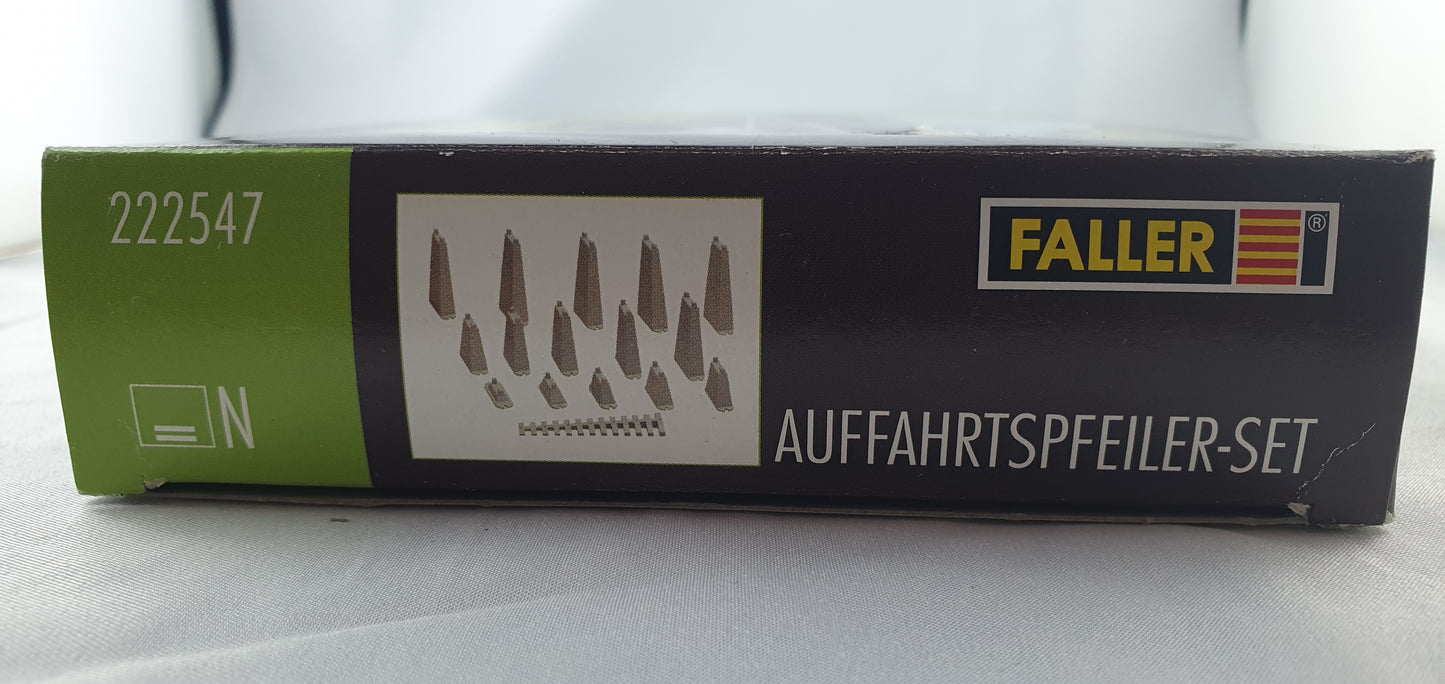 222547
N
FALLER ®
AUFFAHRTSPFEILER-SET